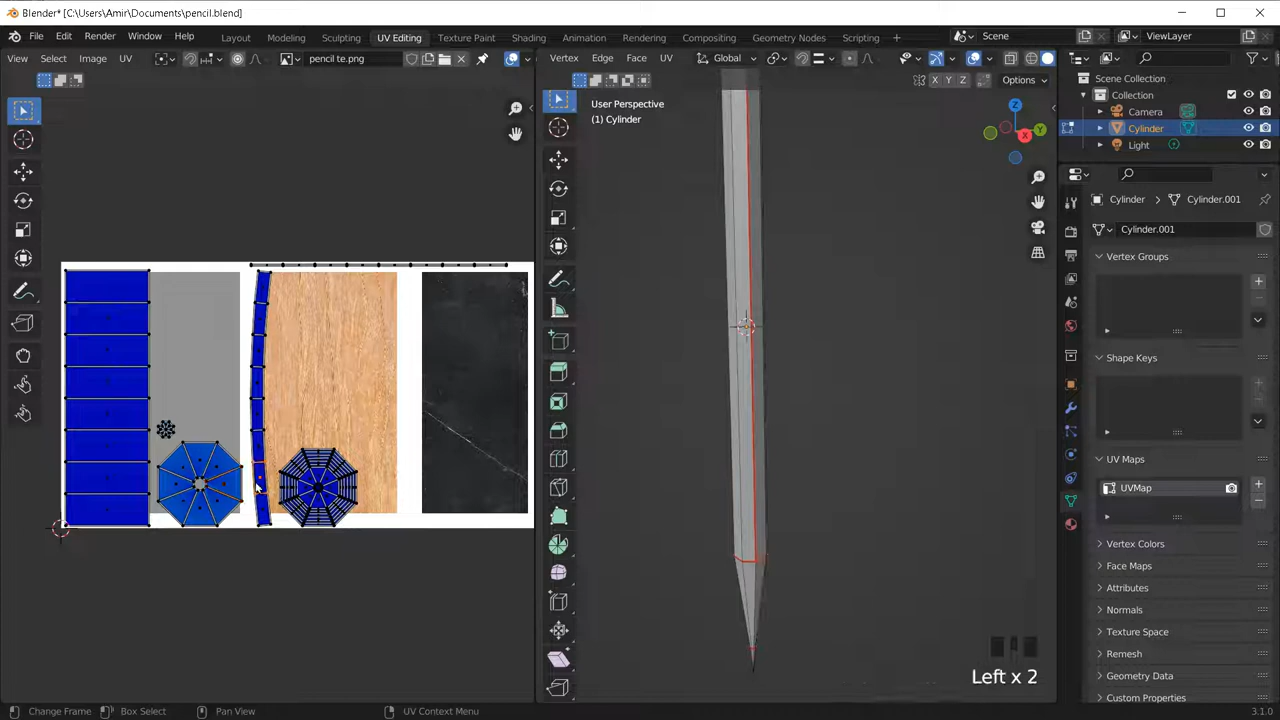 Blender* [C:\Users\Amir\Documents\pencil.blend]
File Edit Render Window Help Layout Modeling Sculpting UV Editing Texture Paint Shading Animation Rendering Compositing Geometry Nodes Scripting Scene ViewLayer
View Select Image UV pencil te.png Vertex Edge Face UV Global
X Y Z Options
Scene Collection
Collection
Camera
Cylinder
Light
User Perspective
(1) Cylinder
Z
Y
X
Cylinder Cylinder.001
Cylinder.001
Vertex Groups
Shape Keys
UV Maps
UVMap
Vertex Colors
Face Maps
Attributes
Normals
Texture Space
Remesh
Geometry Data
Custom Properties
Left x 2
Change Frame Box Select Pan View UV Context Menu 3:1.0